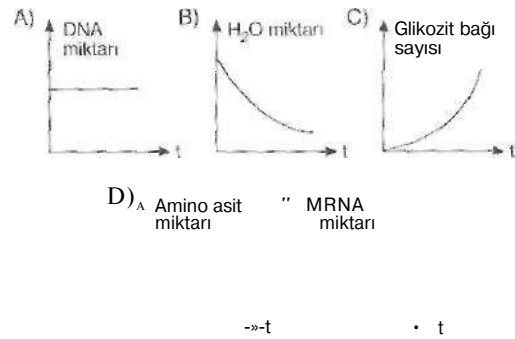 A) DNA miktarı t
B) H₂O miktarı t
C) Glikozit bağı sayısı t
D)A Amino asit miktarı '' MRNA miktarı
-»-t • t